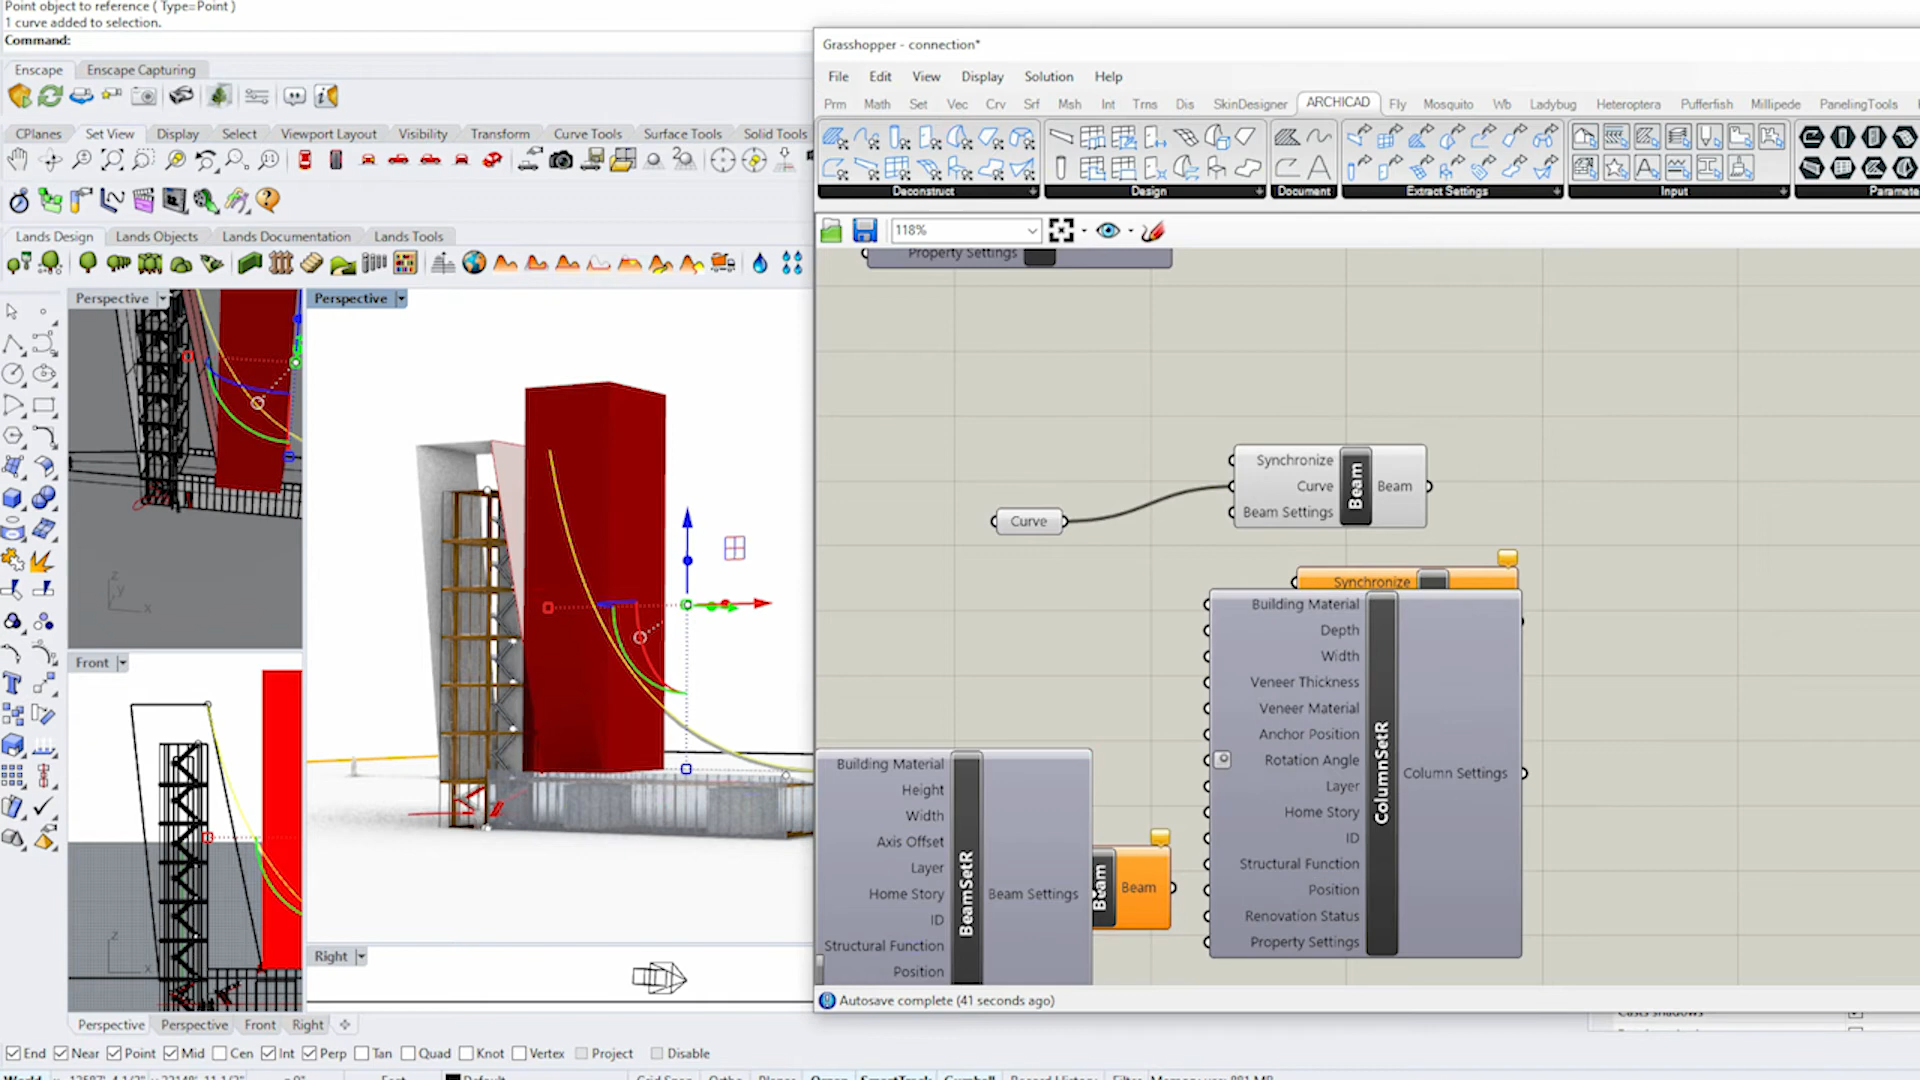 Point object to reference ( Type=Point )
1 curve added to selection.
Command:
Enscape Enscape Capturing
CPlanes Set View Display Select Viewport Layout Visibility Transform Curve Tools Surface Tools Solid Tools
Lands Design Lands Objects Lands Documentation Lands Tools
Perspective
Perspective
Front
Right
z
y
x
z
x
Perspective Perspective Front Right
End Near Point Mid Cen Int Perp Tan Quad Knot Vertex Project Disable
Grasshopper - connection*
File Edit View Display Solution Help
Prm Math Set Vec Crv Srf Msh Int Trns Dis SkinDesigner ARCHICAD Fly Mosquito Wb Ladybug Heteroptera Pufferfish Millipede PanelingTools
Deconstruct Design Document Extract Settings Input Paramete
118%
Property Settings
Synchronize
Curve
Beam Settings
Beam
Beam
Curve
Synchronize
Building Material
Depth
Width
Veneer Thickness
Veneer Material
Anchor Position
Rotation Angle
Layer
Home Story
ID
Structural Function
Position
Renovation Status
Property Settings
ColumnSetR
Column Settings
Building Material
Height
Width
Axis Offset
Layer
Home Story
ID
Structural Function
Position
BeamSetR
Beam Settings
Beam
Beam
Autosave complete (41 seconds ago)